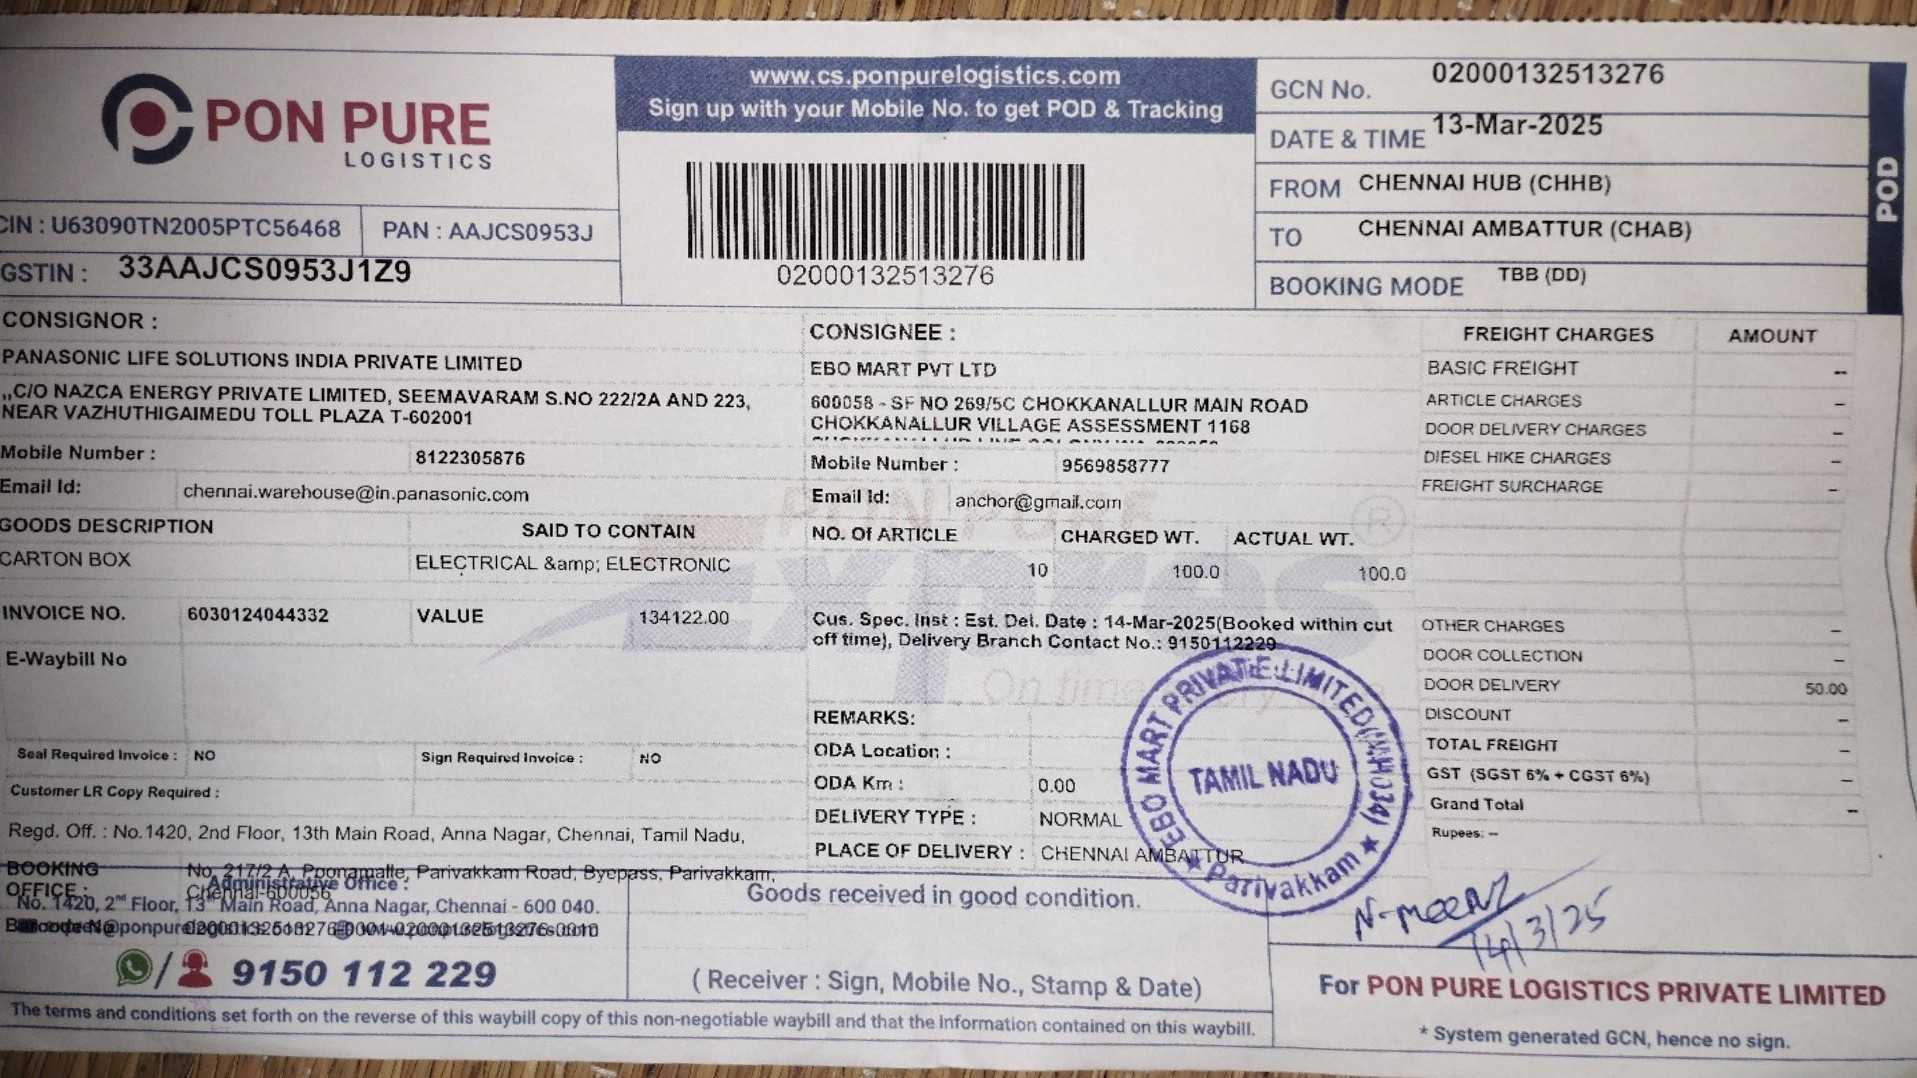 PON PURE
LOGISTICS
www.cs.ponpurelogistics.com
Sign up with your Mobile No. to get POD & Tracking
02000132513276
GCN No. 02000132513276
DATE & TIME 13-Mar-2025
FROM CHENNAI HUB (CHHB)
TO CHENNAI AMBATTUR (CHAB)
BOOKING MODE TBB (DD)
POD
CIN : U63090TN2005PTC56468 PAN : AAJCS0953J
GSTIN : 33AAJCS0953J1Z9
CONSIGNOR :
PANASONIC LIFE SOLUTIONS INDIA PRIVATE LIMITED
,,C/O NAZCA ENERGY PRIVATE LIMITED, SEEMAVARAM S.NO 222/2A AND 223,
NEAR VAZHUTHIGAIMEDU TOLL PLAZA T-602001
Mobile Number : 8122305876
Email Id: chennai.warehouse@in.panasonic.com
GOODS DESCRIPTION SAID TO CONTAIN
CARTON BOX ELECTRICAL &amp; ELECTRONIC
INVOICE NO. 6030124044332 VALUE 134122.00
E-Waybill No
Seal Required Invoice : NO Sign Required Invoice : NO
Customer LR Copy Required :
Regd. Off. : No.1420, 2nd Floor, 13th Main Road, Anna Nagar, Chennai, Tamil Nadu,
BOOKING OFFICE : No, 217/2 A, Poonamalle, Parivakkam Road, Byepass, Parivakkam,
Chennai-600056
Administrative Office :
No. 1420, 2nd Floor, 13th Main Road, Anna Nagar, Chennai - 600 040.
9150 112 229
The terms and conditions set forth on the reverse of this waybill copy of this non-negotiable waybill and that the information contained on this waybill.
CONSIGNEE :
EBO MART PVT LTD
600058 - SF NO 269/5C CHOKKANALLUR MAIN ROAD
CHOKKANALLUR VILLAGE ASSESSMENT 1168
Mobile Number : 9569858777
Email Id: anchor@gmail.com
NO. Of ARTICLE CHARGED WT. ACTUAL WT.
10 100.0 100.0
Cus. Spec. Inst : Est. Del. Date : 14-Mar-2025(Booked within cut
off time), Delivery Branch Contact No.: 9150112229
On time
REMARKS:
ODA Location :
ODA Km : 0.00
DELIVERY TYPE : NORMAL
PLACE OF DELIVERY : CHENNAI AMBATTUR
Goods received in good condition.
( Receiver : Sign, Mobile No., Stamp & Date)
EBO MART PRIVATE LIMITED
TAMIL NADU
Parivakkam
FREIGHT CHARGES AMOUNT
BASIC FREIGHT --
ARTICLE CHARGES --
DOOR DELIVERY CHARGES --
DIESEL HIKE CHARGES --
FREIGHT SURCHARGE --
OTHER CHARGES --
DOOR COLLECTION --
DOOR DELIVERY 50.00
DISCOUNT --
TOTAL FREIGHT --
GST (SGST 6% + CGST 6%) --
Grand Total --
Rupees: --
14/3/25
For PON PURE LOGISTICS PRIVATE LIMITED
* System generated GCN, hence no sign.